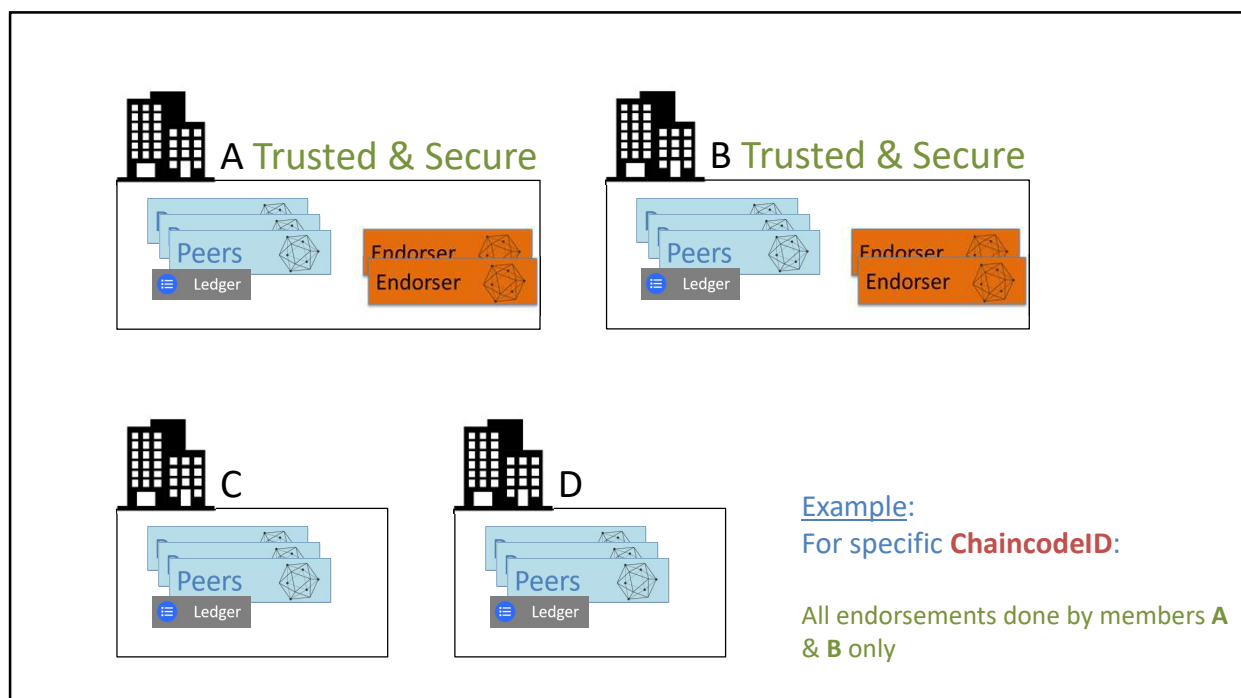 A Trusted & Secure
B Trusted & Secure
Peers
Ledger
Endorser
Endorser
Peers
Ledger
Endorser
Endorser
C
D
Peers
Ledger
Peers
Ledger
Example:
For specific ChaincodeID:
All endorsements done by members A
& B only